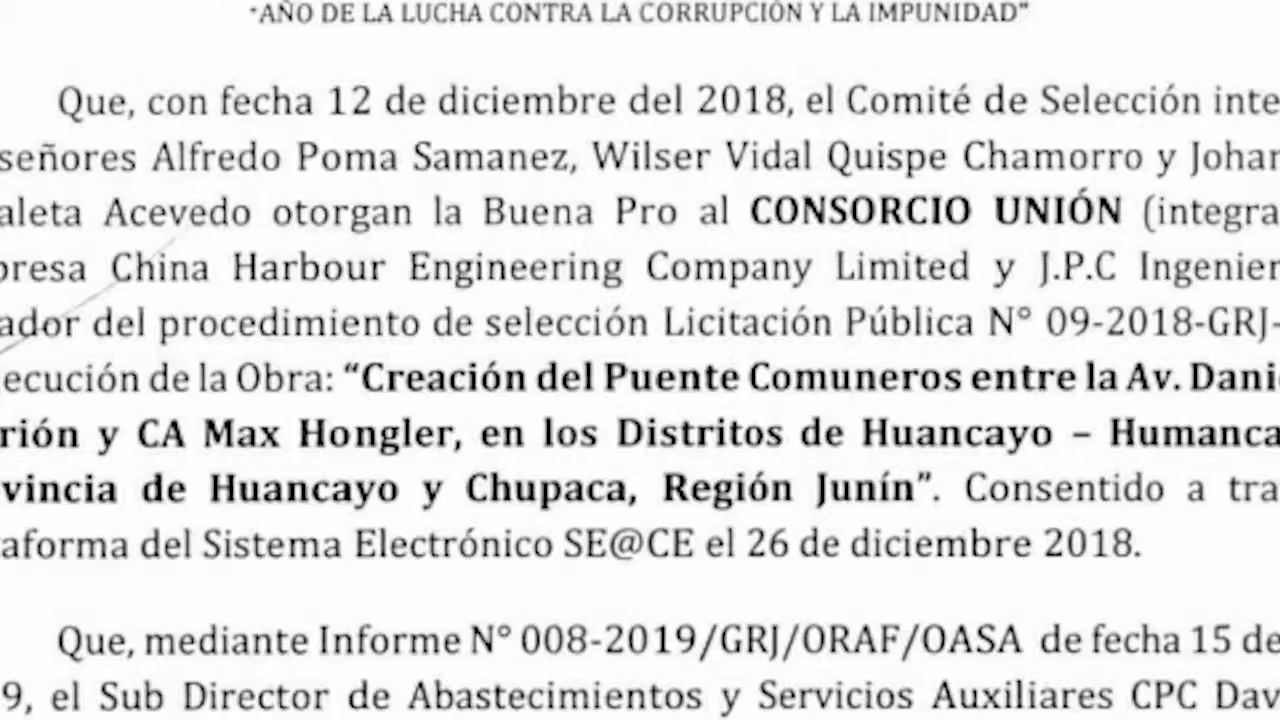 "AÑO DE LA LUCHA CONTRA LA CORRUPCIÓN Y LA IMPUNIDAD"
Que, con fecha 12 de diciembre del 2018, el Comité de Selección inte
señores Alfredo Poma Samanez, Wilser Vidal Quispe Chamorro y Johan
aleta Acevedo otorgan la Buena Pro al CONSORCIO UNIÓN (integra
presa China Harbour Engineering Company Limited y J.P.C Ingenier
ador del procedimiento de selección Licitación Pública N° 09-2018-GRJ-
ecución de la Obra: “Creación del Puente Comuneros entre la Av. Danie
rión y CA Max Hongler, en los Distritos de Huancayo – Humanca
vincia de Huancayo y Chupaca, Región Junín”. Consentido a tra
aforma del Sistema Electrónico SE@CE el 26 de diciembre 2018.
Que, mediante Informe N° 008-2019/GRJ/ORAF/OASA de fecha 15 de
9, el Sub Director de Abastecimientos y Servicios Auxiliares CPC Dav